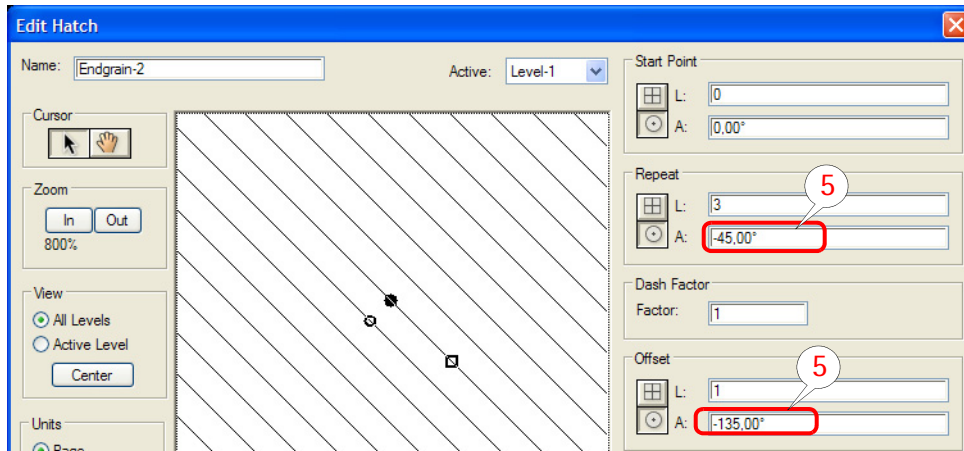 Edit Hatch
Name: Endgrain-2
Active: Level-1
Cursor
Zoom
In Out
800%
View
All Levels
Active Level
Center
Units
Page
Start Point
L: 0
A: 0,00°
Repeat
5
L: 3
A: -45,00°
Dash Factor
Factor: 1
Offset
5
L: 1
A: -135,00°